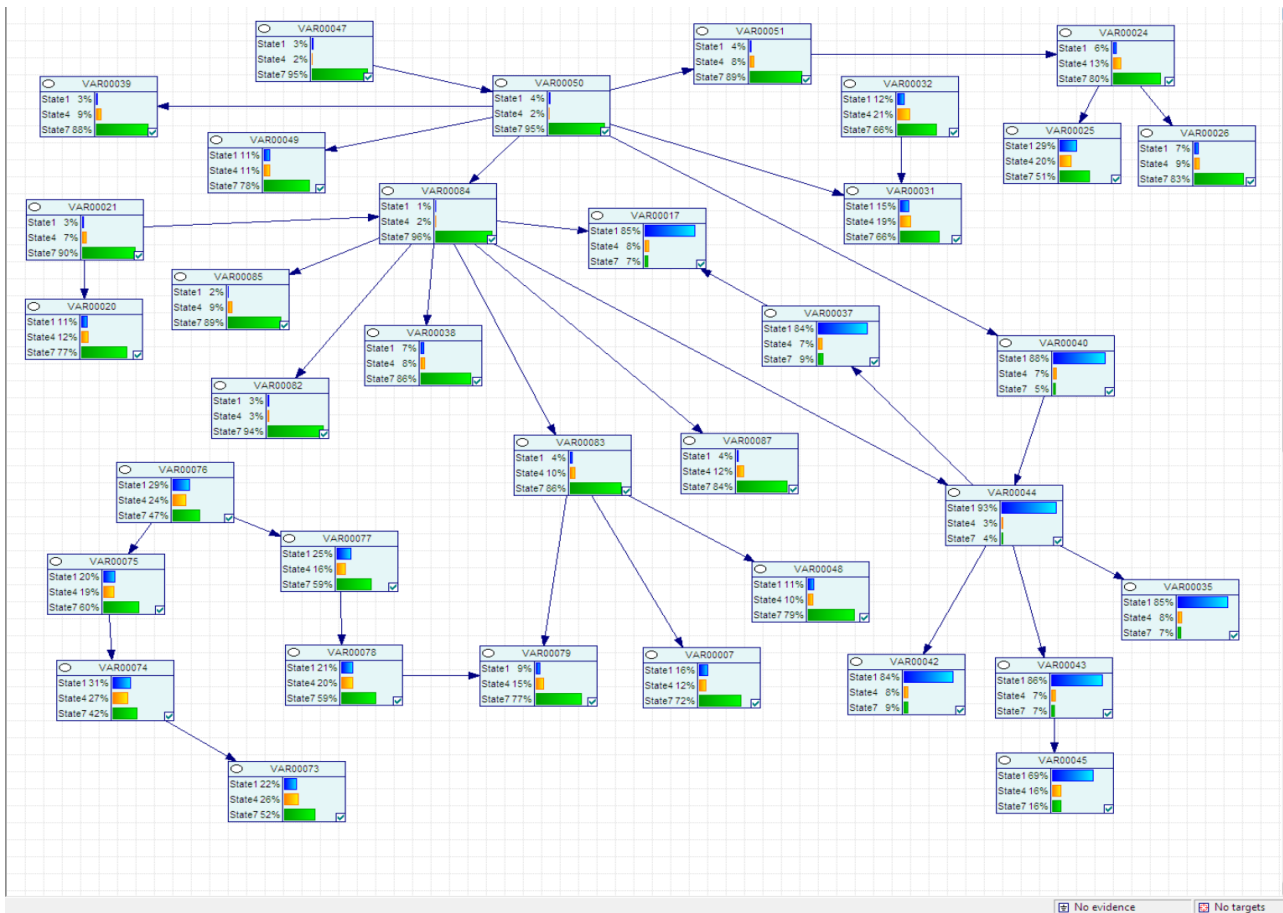 VAR00047
State1 3%
State4 2%
State7 95%
VAR00051
State1 4%
State4 8%
State7 89%
VAR00024
State1 6%
State4 13%
State7 80%
VAR00039
State1 3%
State4 9%
State7 88%
VAR00050
State1 4%
State4 2%
State7 95%
VAR00032
State1 12%
State4 21%
State7 66%
VAR00049
State1 11%
State4 11%
State7 78%
VAR00025
State1 29%
State4 20%
State7 51%
VAR00026
State1 7%
State4 9%
State7 83%
VAR00084
State1 1%
State4 2%
State7 96%
VAR00031
State1 15%
State4 19%
State7 66%
VAR00021
State1 3%
State4 7%
State7 90%
VAR00017
State1 85%
State4 8%
State7 7%
VAR00085
State1 2%
State4 9%
State7 89%
VAR00020
State1 11%
State4 12%
State7 77%
VAR00038
State1 7%
State4 8%
State7 86%
VAR00037
State1 84%
State4 7%
State7 9%
VAR00040
State1 88%
State4 7%
State7 5%
VAR00082
State1 3%
State4 3%
State7 94%
VAR00083
State1 4%
State4 10%
State7 86%
VAR00087
State1 4%
State4 12%
State7 84%
VAR00076
State1 29%
State4 24%
State7 47%
VAR00044
State1 93%
State4 3%
State7 4%
VAR00077
State1 25%
State4 16%
State7 59%
VAR00075
State1 20%
State4 19%
State7 60%
VAR00048
State1 11%
State4 10%
State7 79%
VAR00035
State1 85%
State4 8%
State7 7%
VAR00074
State1 31%
State4 27%
State7 42%
VAR00078
State1 21%
State4 20%
State7 59%
VAR00079
State1 9%
State4 15%
State7 77%
VAR00007
State1 16%
State4 12%
State7 72%
VAR00042
State1 84%
State4 8%
State7 9%
VAR00043
State1 86%
State4 7%
State7 7%
VAR00073
State1 22%
State4 26%
State7 52%
VAR00045
State1 69%
State4 16%
State7 16%
No evidence
No targets